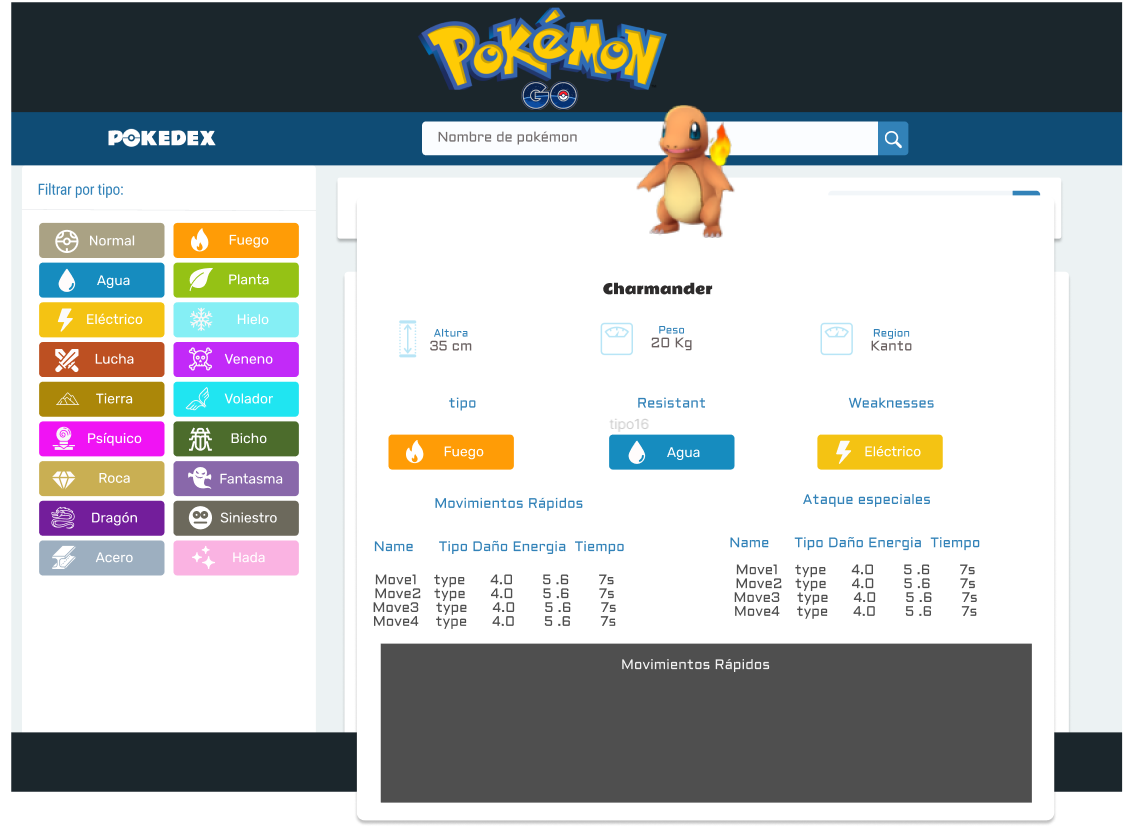 POKÉMON
GO
POKEDEX
Nombre de pokémon
Filtrar por tipo:
Normal Fuego
Agua Planta
Eléctrico Hielo
Lucha Veneno
Tierra Volador
Psíquico Bicho
Roca Fantasma
Dragón Siniestro
Acero Hada
Charmander
Altura Peso Region
35 cm 20 Kg Kanto
tipo Resistant Weaknesses
tipo16
Fuego Agua Eléctrico
Movimientos Rápidos
Name Tipo Daño Energia Tiempo
Move1 type 4.0 5 .6 7s
Move2 type 4.0 5 .6 7s
Move3 type 4.0 5 .6 7s
Move4 type 4.0 5 .6 7s
Ataque especiales
Name Tipo Daño Energia Tiempo
Move1 type 4.0 5 .6 7s
Move2 type 4.0 5 .6 7s
Move3 type 4.0 5 .6 7s
Move4 type 4.0 5 .6 7s
Movimientos Rápidos